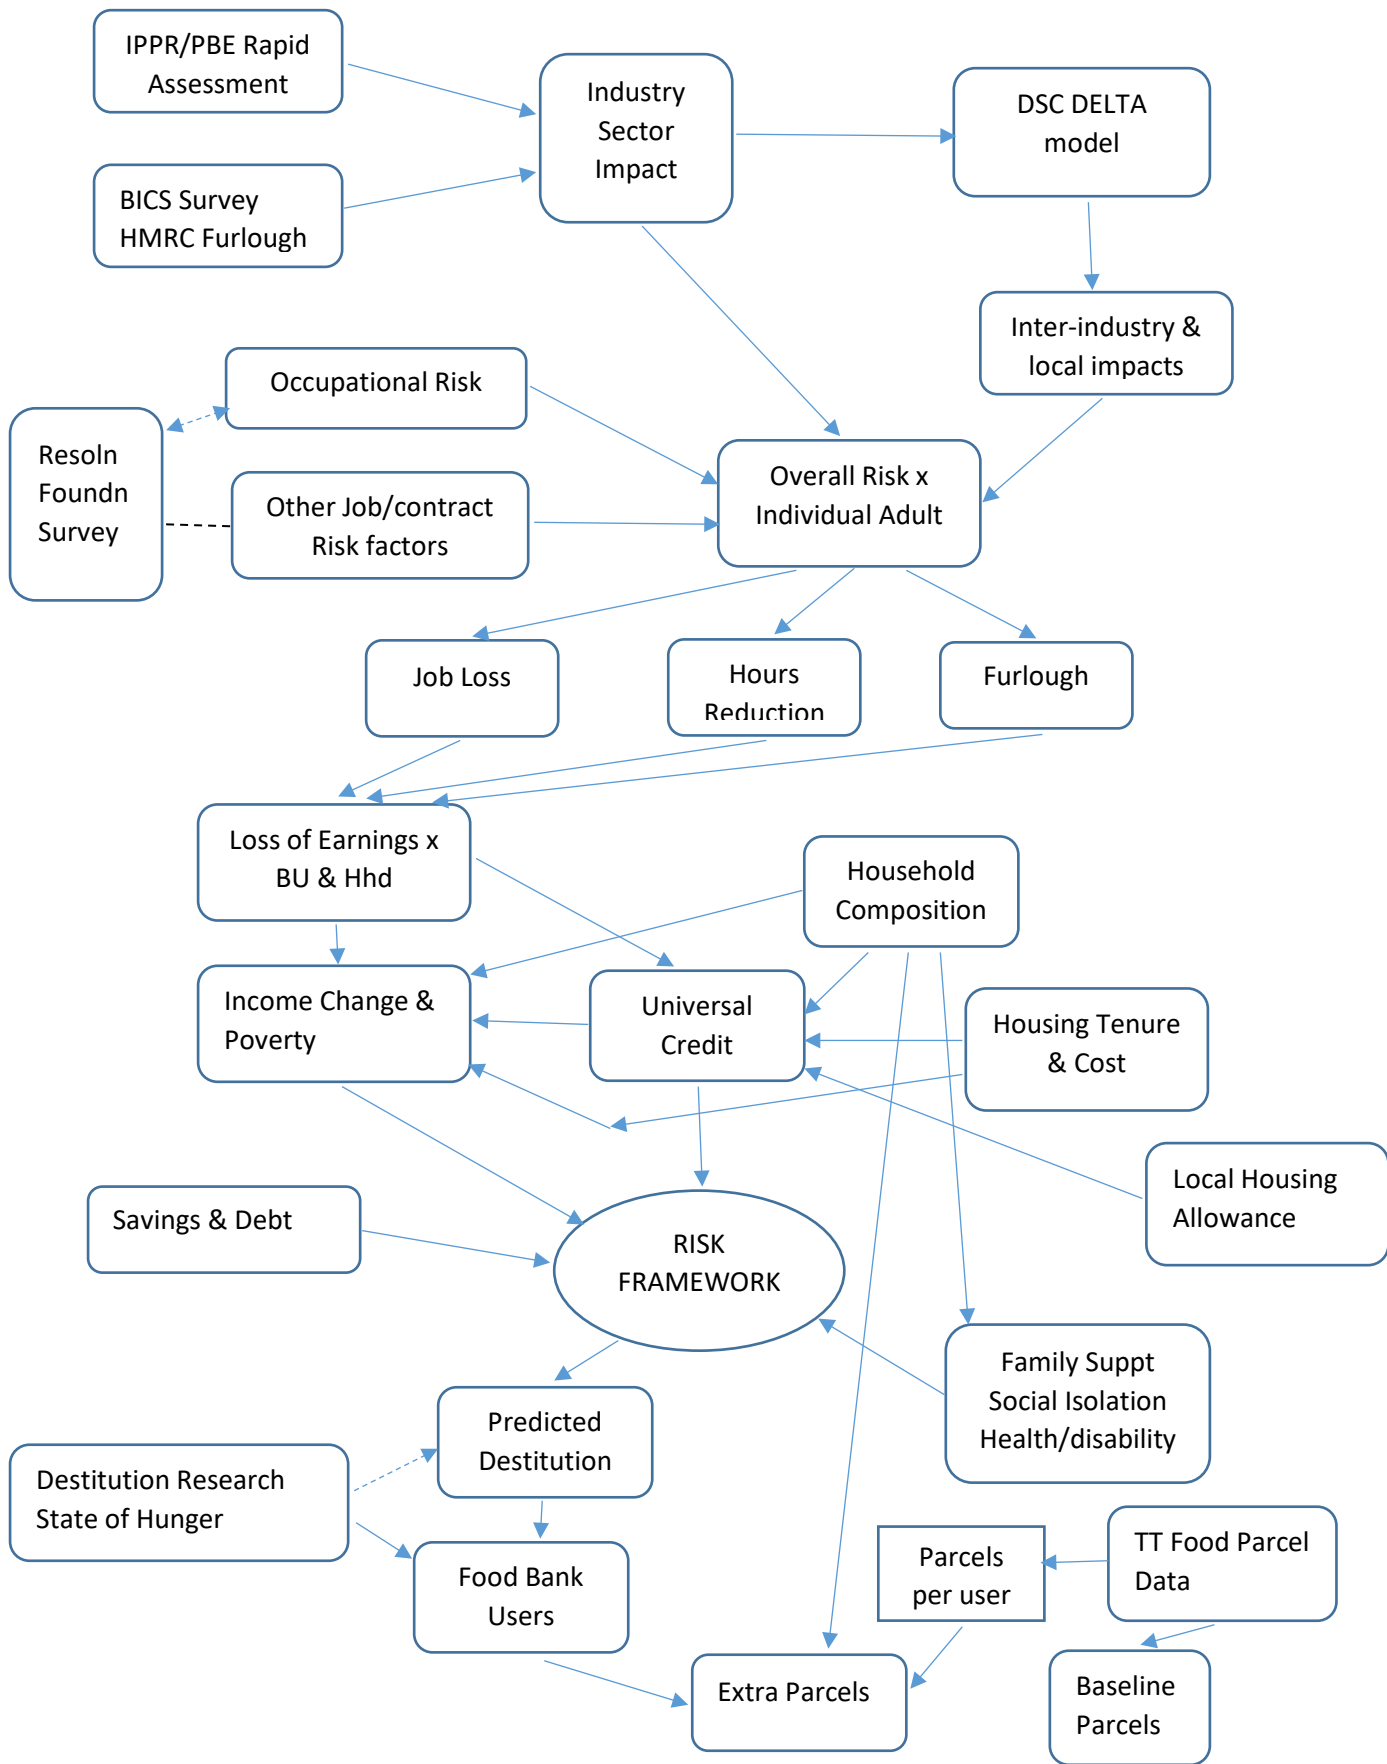 IPPR/PBE Rapid
Assessment
Industry
Sector
Impact
DSC DELTA
model
BICS Survey
HMRC Furlough
Inter-industry &
local impacts
Occupational Risk
Resoln
Foundn
Survey
Overall Risk x
Individual Adult
Other Job/contract
Risk factors
Job Loss
Hours
Reduction
Furlough
Loss of Earnings x
BU & Hhd
Household
Composition
Income Change &
Poverty
Universal
Credit
Housing Tenure
& Cost
Local Housing
Allowance
Savings & Debt
RISK
FRAMEWORK
Family Suppt
Social Isolation
Health/disability
Predicted
Destitution
Destitution Research
State of Hunger
Food Bank
Users
Parcels
per user
TT Food Parcel
Data
Extra Parcels
Baseline
Parcels